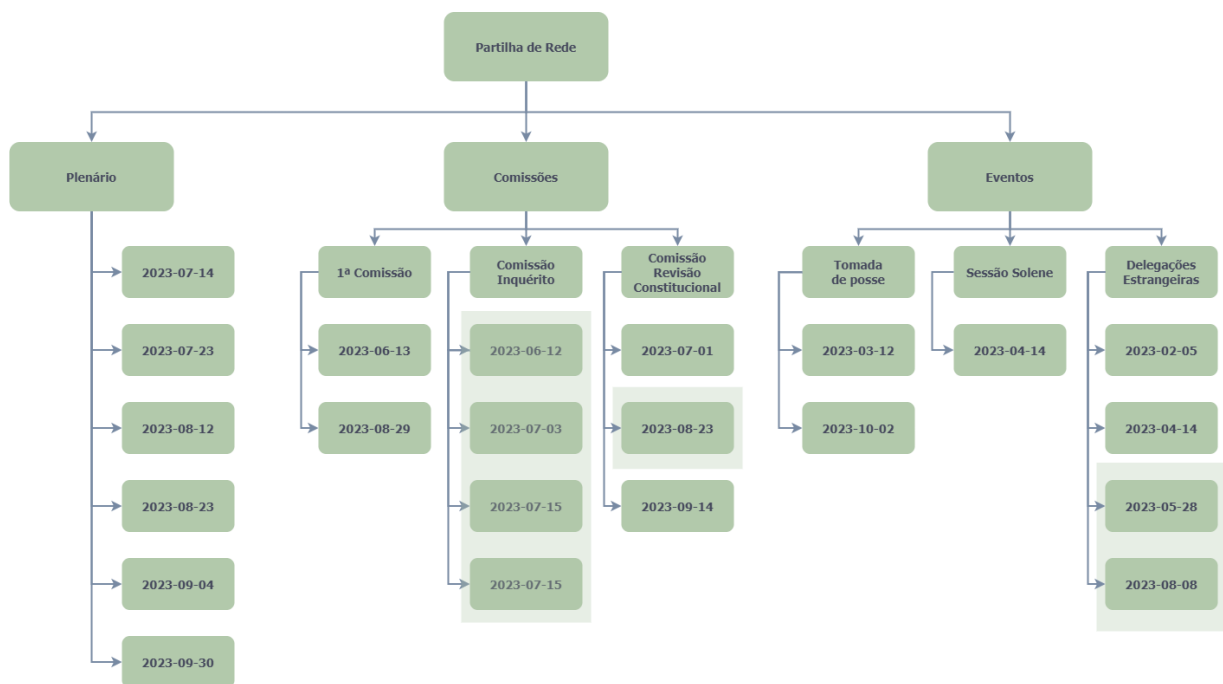 Partilha de Rede
Plenário
Comissões
Eventos
2023-07-14
2023-07-23
2023-08-12
2023-08-23
2023-09-04
2023-09-30
1ª Comissão
2023-06-13
2023-08-29
Comissão
Inquérito
2023-06-12
2023-07-03
2023-07-15
2023-07-15
Comissão
Revisão
Constitucional
2023-07-01
2023-08-23
2023-09-14
Tomada
de posse
2023-03-12
2023-10-02
Sessão Solene
2023-04-14
Delegações
Estrangeiras
2023-02-05
2023-04-14
2023-05-28
2023-08-08